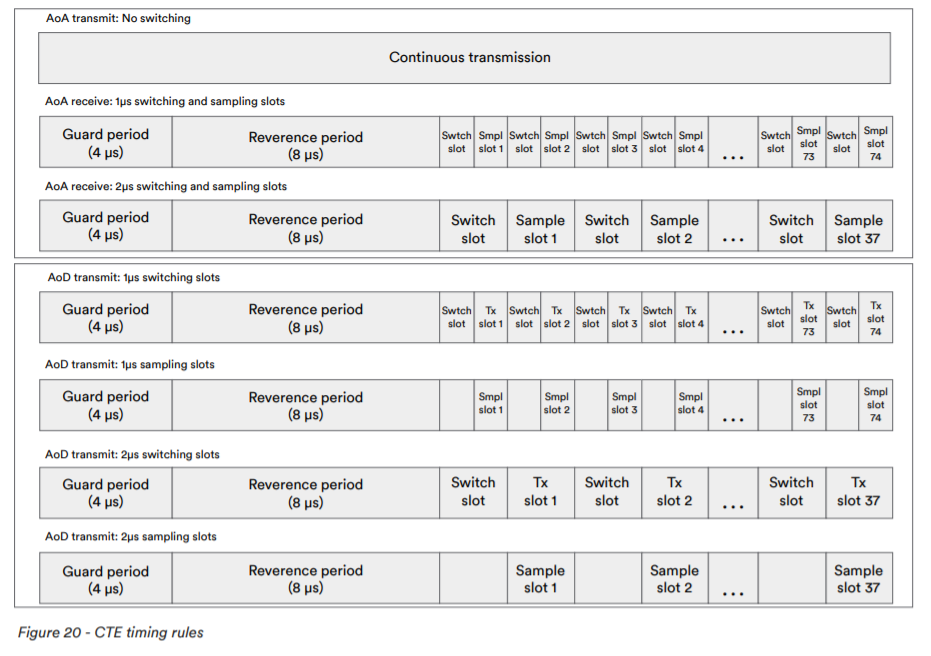 AoA transmit: No switching
Continuous transmission
AoA receive: 1µs switching and sampling slots
Guard period Reverence period Swtch Smpl Swtch Smpl Swtch Smpl Swtch Smpl Swtch Smpl Swtch Smpl
(4 µs) (8 µs) slot slot 1 slot slot 2 slot slot 3 slot slot 4 ... slot slot 73 slot slot 74
AoA receive: 2µs switching and sampling slots
Guard period Reverence period Switch Sample Switch Sample Switch Sample
(4 µs) (8 µs) slot slot 1 slot slot 2 ... slot slot 37
AoD transmit: 1µs switching slots
Guard period Reverence period Swtch Tx Swtch Tx Swtch Tx Swtch Tx Swtch Tx Swtch Tx
(4 µs) (8 µs) slot slot 1 slot slot 2 slot slot 3 slot slot 4 ... slot slot 73 slot slot 74
AoD transmit: 1µs sampling slots
Guard period Reverence period Smpl Smpl Smpl Smpl Smpl Smpl
(4 µs) (8 µs) slot 1 slot 2 slot 3 slot 4 ... slot 73 slot 74
AoD transmit: 2µs switching slots
Guard period Reverence period Switch Tx Switch Tx Switch Tx
(4 µs) (8 µs) slot slot 1 slot slot 2 ... slot slot 37
AoD transmit: 2µs sampling slots
Guard period Reverence period Sample Sample Sample
(4 µs) (8 µs) slot 1 slot 2 ... slot 37
Figure 20 - CTE timing rules